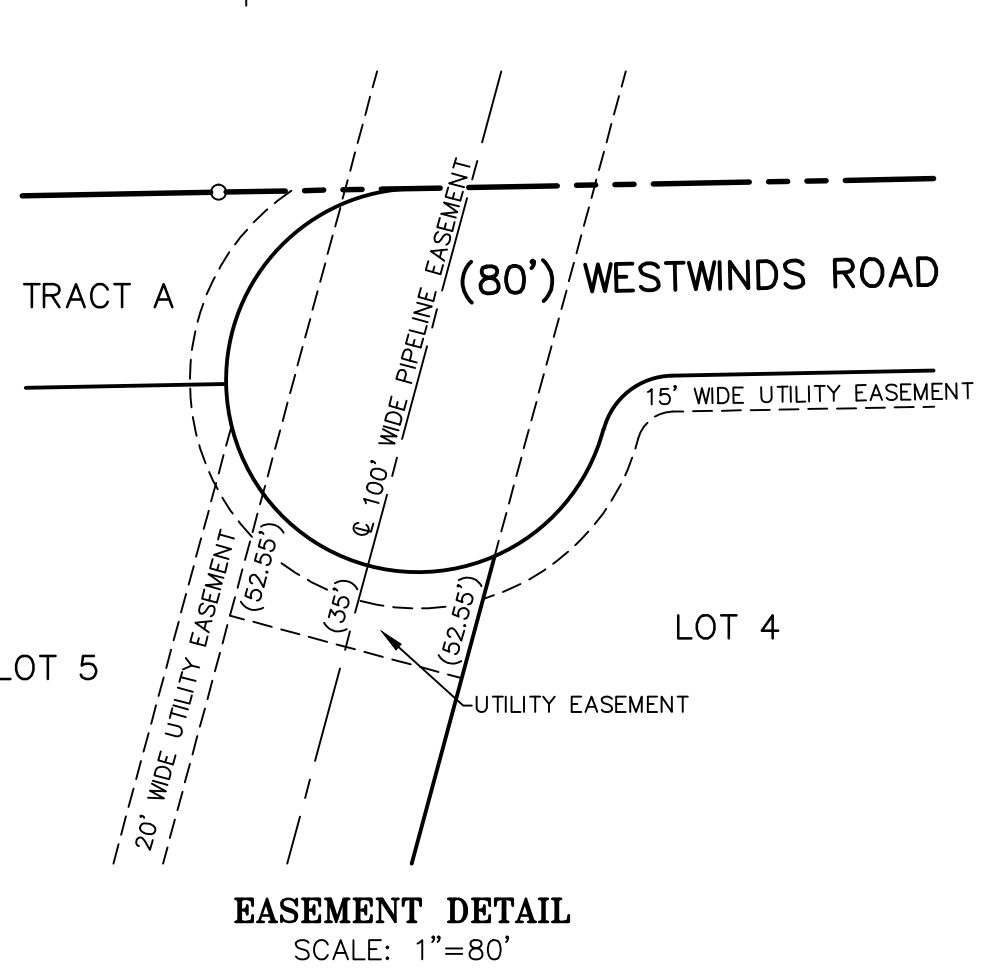 ℄ 100' WIDE PIPELINE EASEMENT
(80') WESTWINDS ROAD
TRACT A
15' WIDE UTILITY EASEMENT
20' WIDE UTILITY EASEMENT
(52.55')
(35')
(52.55')
LOT 4
LOT 5
UTILITY EASEMENT
EASEMENT DETAIL
SCALE: 1"=80'